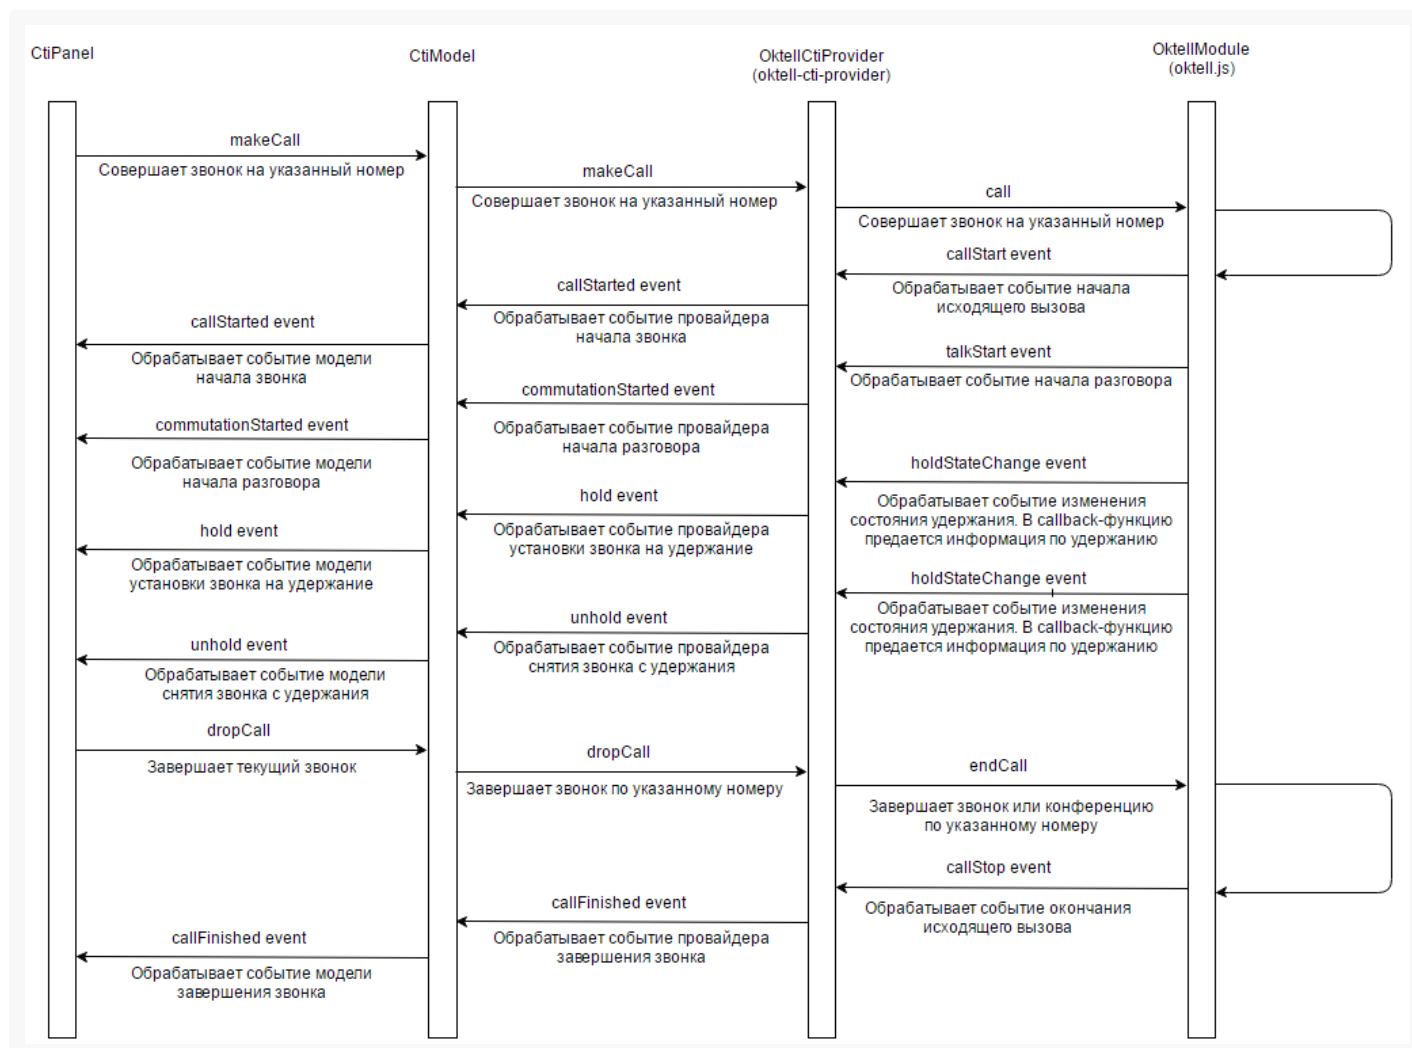 CtiPanel
CtiModel
OktellCtiProvider
(oktell-cti-provider)
OktellModule
(oktell.js)
makeCall
Совершает звонок на указанный номер
makeCall
Совершает звонок на указанный номер
call
Совершает звонок на указанный номер
callStart event
Обрабатывает событие начала
исходящего вызова
callStarted event
Обрабатывает событие провайдера
начала звонка
callStarted event
Обрабатывает событие модели
начала звонка
talkStart event
Обрабатывает событие начала разговора
commutationStarted event
Обрабатывает событие провайдера
начала разговора
commutationStarted event
Обрабатывает событие модели
начала разговора
holdStateChange event
Обрабатывает событие изменения
состояния удержания. В callback-функцию
предается информация по удержанию
hold event
Обрабатывает событие провайдера
установки звонка на удержание
hold event
Обрабатывает событие модели
установки звонка на удержание
holdStateChange event
Обрабатывает событие изменения
состояния удержания. В callback-функцию
предается информация по удержанию
unhold event
Обрабатывает событие провайдера
снятия звонка с удержания
unhold event
Обрабатывает событие модели
снятия звонка с удержания
dropCall
Завершает текущий звонок
dropCall
Завершает звонок по указанному номеру
endCall
Завершает звонок или конференцию
по указанному номеру
callStop event
Обрабатывает событие окончания
исходящего вызова
callFinished event
Обрабатывает событие провайдера
завершения звонка
callFinished event
Обрабатывает событие модели
завершения звонка